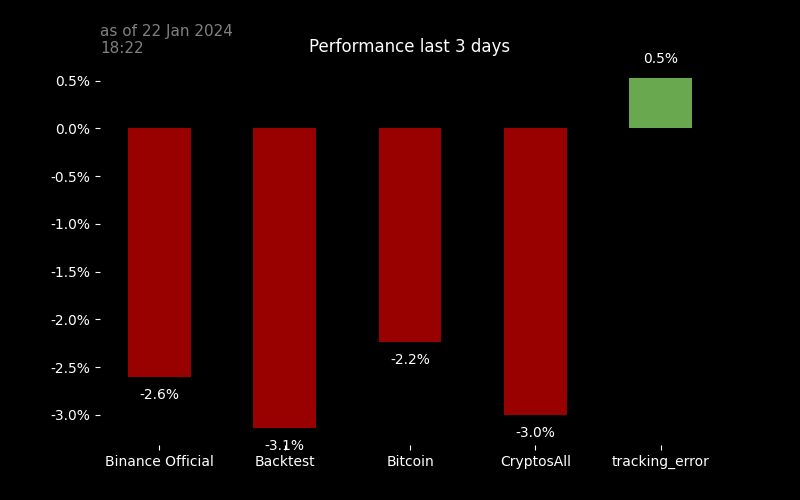 as of 22 Jan 2024
18:22
Performance last 3 days
0.5%
0.5%
0.0%
-0.5%
-1.0%
-1.5%
-2.0%
-2.5%
-3.0%
-2.6%
-3.1%
-2.2%
-3.0%
Binance Official
Backtest
Bitcoin
CryptosAll
tracking_error